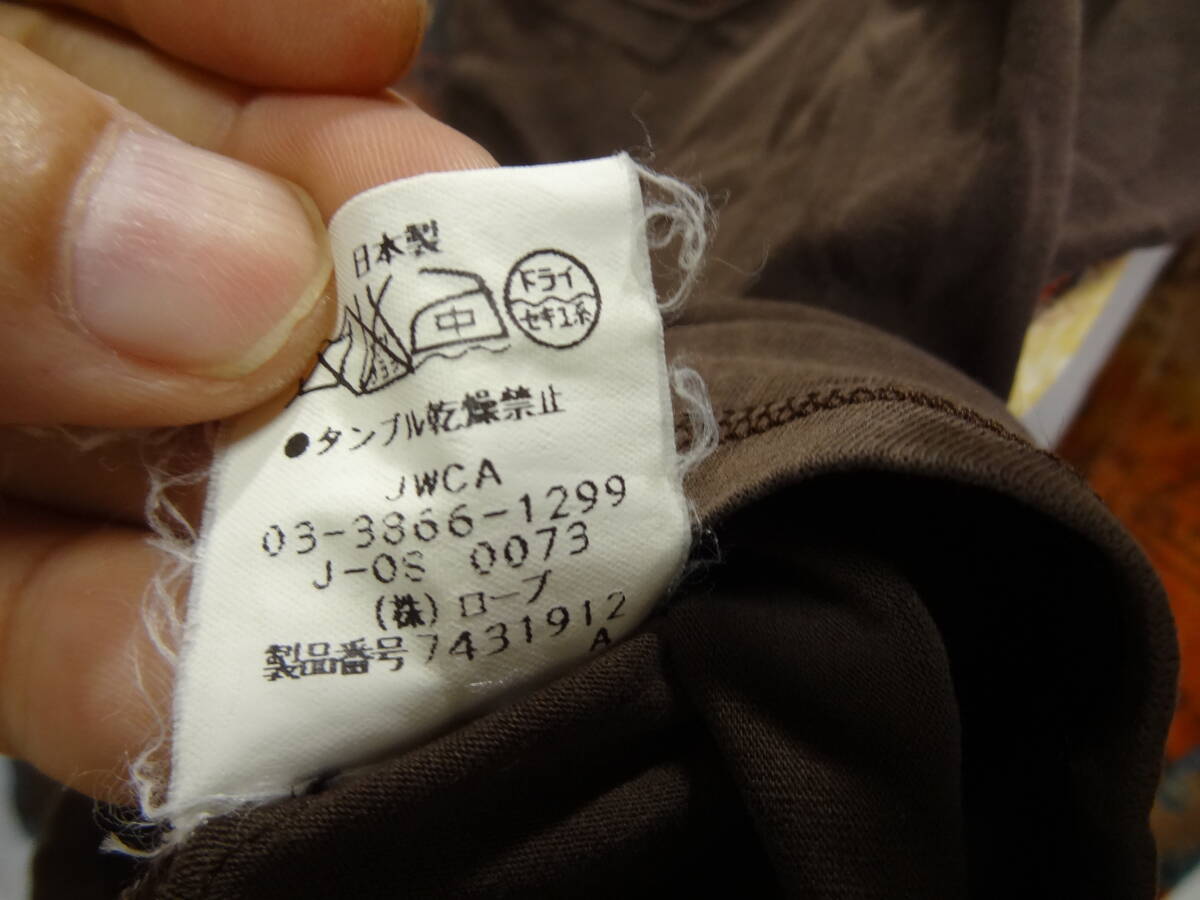 日本製
中
ドライ
セキユ系
●タンブル乾燥禁止
JWCA
03-3866-1299
J-OS 0073
(株)ローブ
製品番号7431912
A